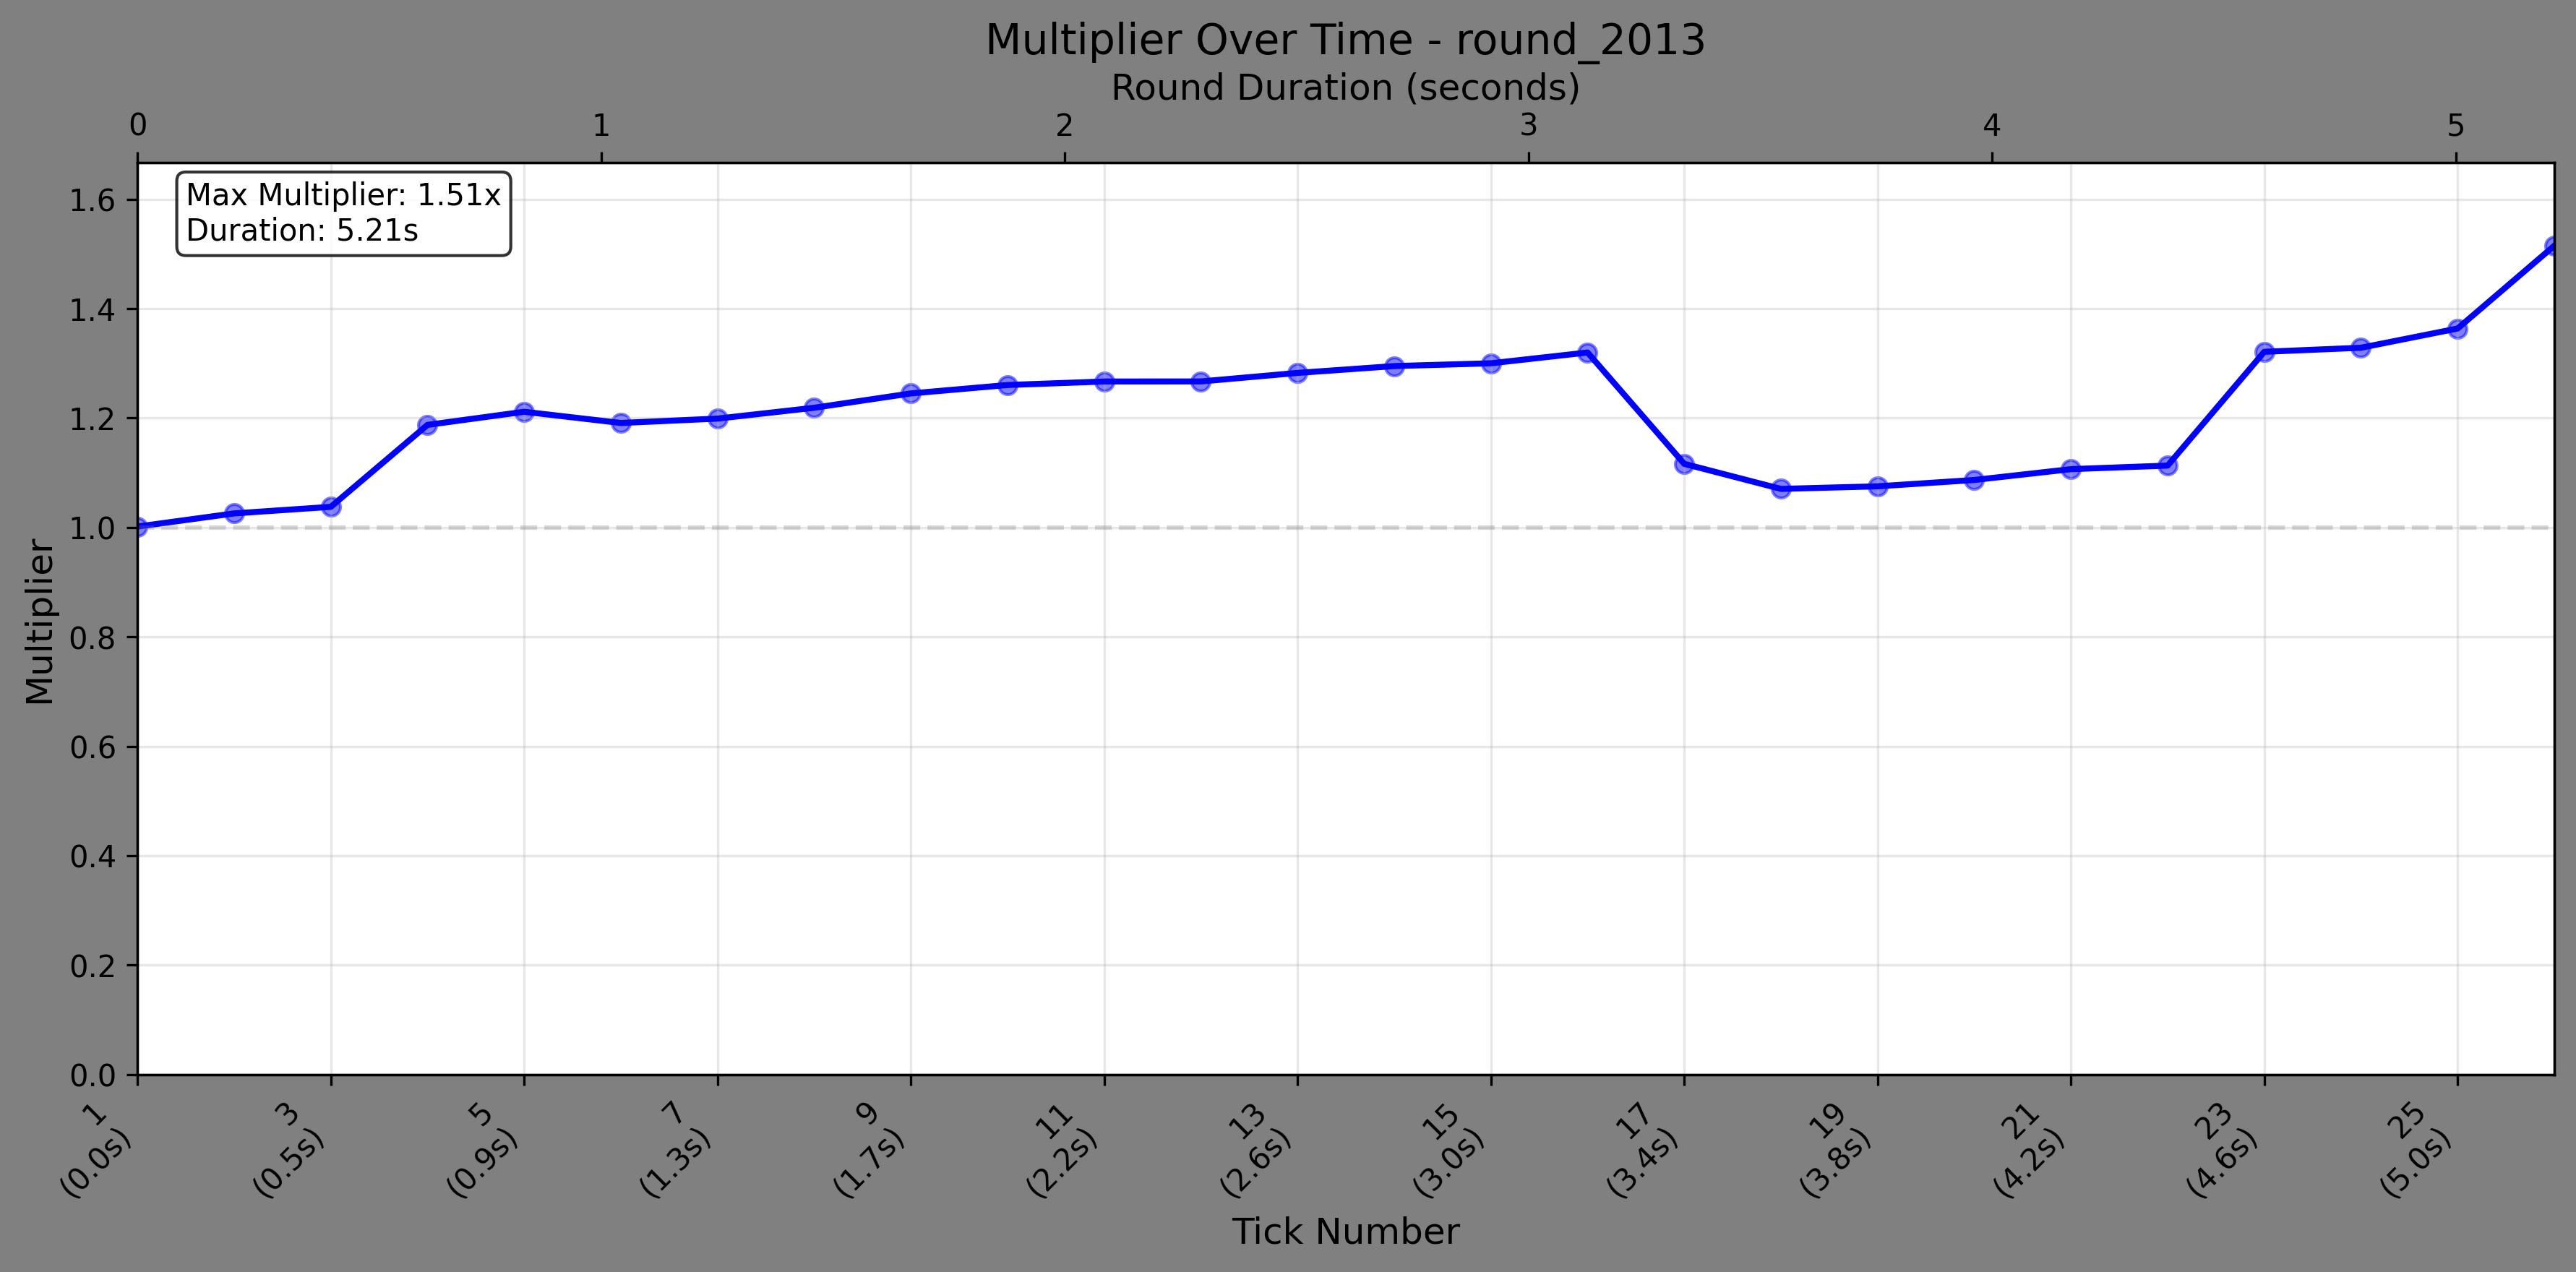 Multiplier Over Time - round_2013
Round Duration (seconds)
0 1 2 3 4 5
Max Multiplier: 1.51x
Duration: 5.21s
1.6
1.4
1.2
1.0
0.8
0.6
0.4
0.2
0.0
Multiplier
1 3 5 7 9 11 13 15 17 19 21 23 25
(0.0s) (0.5s) (0.9s) (1.3s) (1.7s) (2.2s) (2.6s) (3.0s) (3.4s) (3.8s) (4.2s) (4.6s) (5.0s)
Tick Number